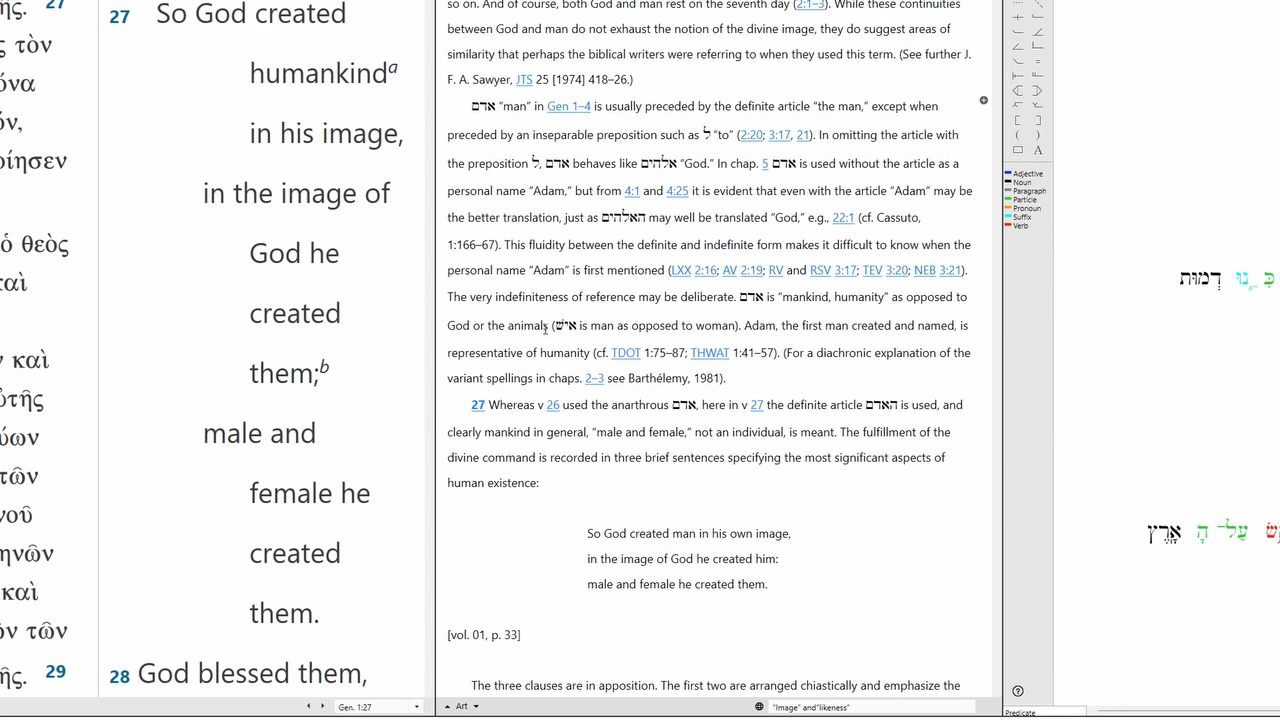 ῆς. 27
ς τὸν
όνα
όν,
οίησεν
ὁ θεὸς
καὶ
ν καὶ
ὐτῆς
ύων
τῶν
νοῦ
ηνῶν
καὶ
ὸν τῶν
ῆς. 29
27 So God created
humankindᵃ
in his image,
in the image of
God he
created
them;ᵇ
male and
female he
created
them.
28 God blessed them,
Gen. 1:27
so on. And of course, both God and man rest on the seventh day (2:1–3). While these continuities
between God and man do not exhaust the notion of the divine image, they do suggest areas of
similarity that perhaps the biblical writers were referring to when they used this term. (See further J.
F. A. Sawyer, JTS 25 [1974] 418–26.)
אדם “man” in Gen 1–4 is usually preceded by the definite article “the man,” except when
preceded by an inseparable preposition such as ל “to” (2:20; 3:17, 21). In omitting the article with
the preposition ל, אדם behaves like אלהים “God.” In chap. 5 אדם is used without the article as a
personal name “Adam,” but from 4:1 and 4:25 it is evident that even with the article “Adam” may be
the better translation, just as האלהים may well be translated “God,” e.g., 22:1 (cf. Cassuto,
1:166–67). This fluidity between the definite and indefinite form makes it difficult to know when the
personal name “Adam” is first mentioned (LXX 2:16; AV 2:19; RV and RSV 3:17; TEV 3:20; NEB 3:21).
The very indefiniteness of reference may be deliberate. אדם is “mankind, humanity” as opposed to
God or the animals (אישׁ is man as opposed to woman). Adam, the first man created and named, is
representative of humanity (cf. TDOT 1:75–87; THWAT 1:41–57). (For a diachronic explanation of the
variant spellings in chaps. 2–3 see Barthélemy, 1981).
27 Whereas v 26 used the anarthrous אדם, here in v 27 the definite article האדם is used, and
clearly mankind in general, “male and female,” not an individual, is meant. The fulfillment of the
divine command is recorded in three brief sentences specifying the most significant aspects of
human existence:
So God created man in his own image,
in the image of God he created him:
male and female he created them.
[vol. 01, p. 33]
The three clauses are in apposition. The first two are arranged chiastically and emphasize the
Art
“Image” and“likeness”
A
Adjective
Noun
Paragraph
Particle
Pronoun
Suffix
Verb
Predicate
כִּ נוּ דְמוּת
שׂ עַל־ הָ אָרֶץ